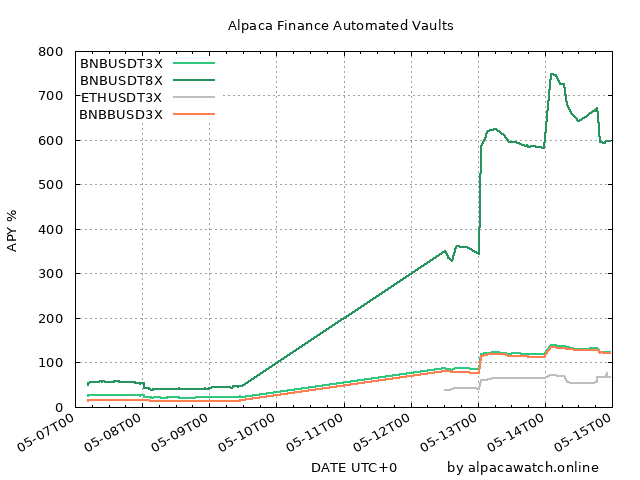 Alpaca Finance Automated Vaults
BNBUSDT3X
BNBUSDT8X
ETHUSDT3X
BNBBUSD3X
APY %
800
700
600
500
400
300
200
100
0
05-07T00
05-08T00
05-09T00
05-10T00
05-11T00
05-12T00
05-13T00
05-14T00
05-15T00
DATE UTC+0
by alpacawatch.online